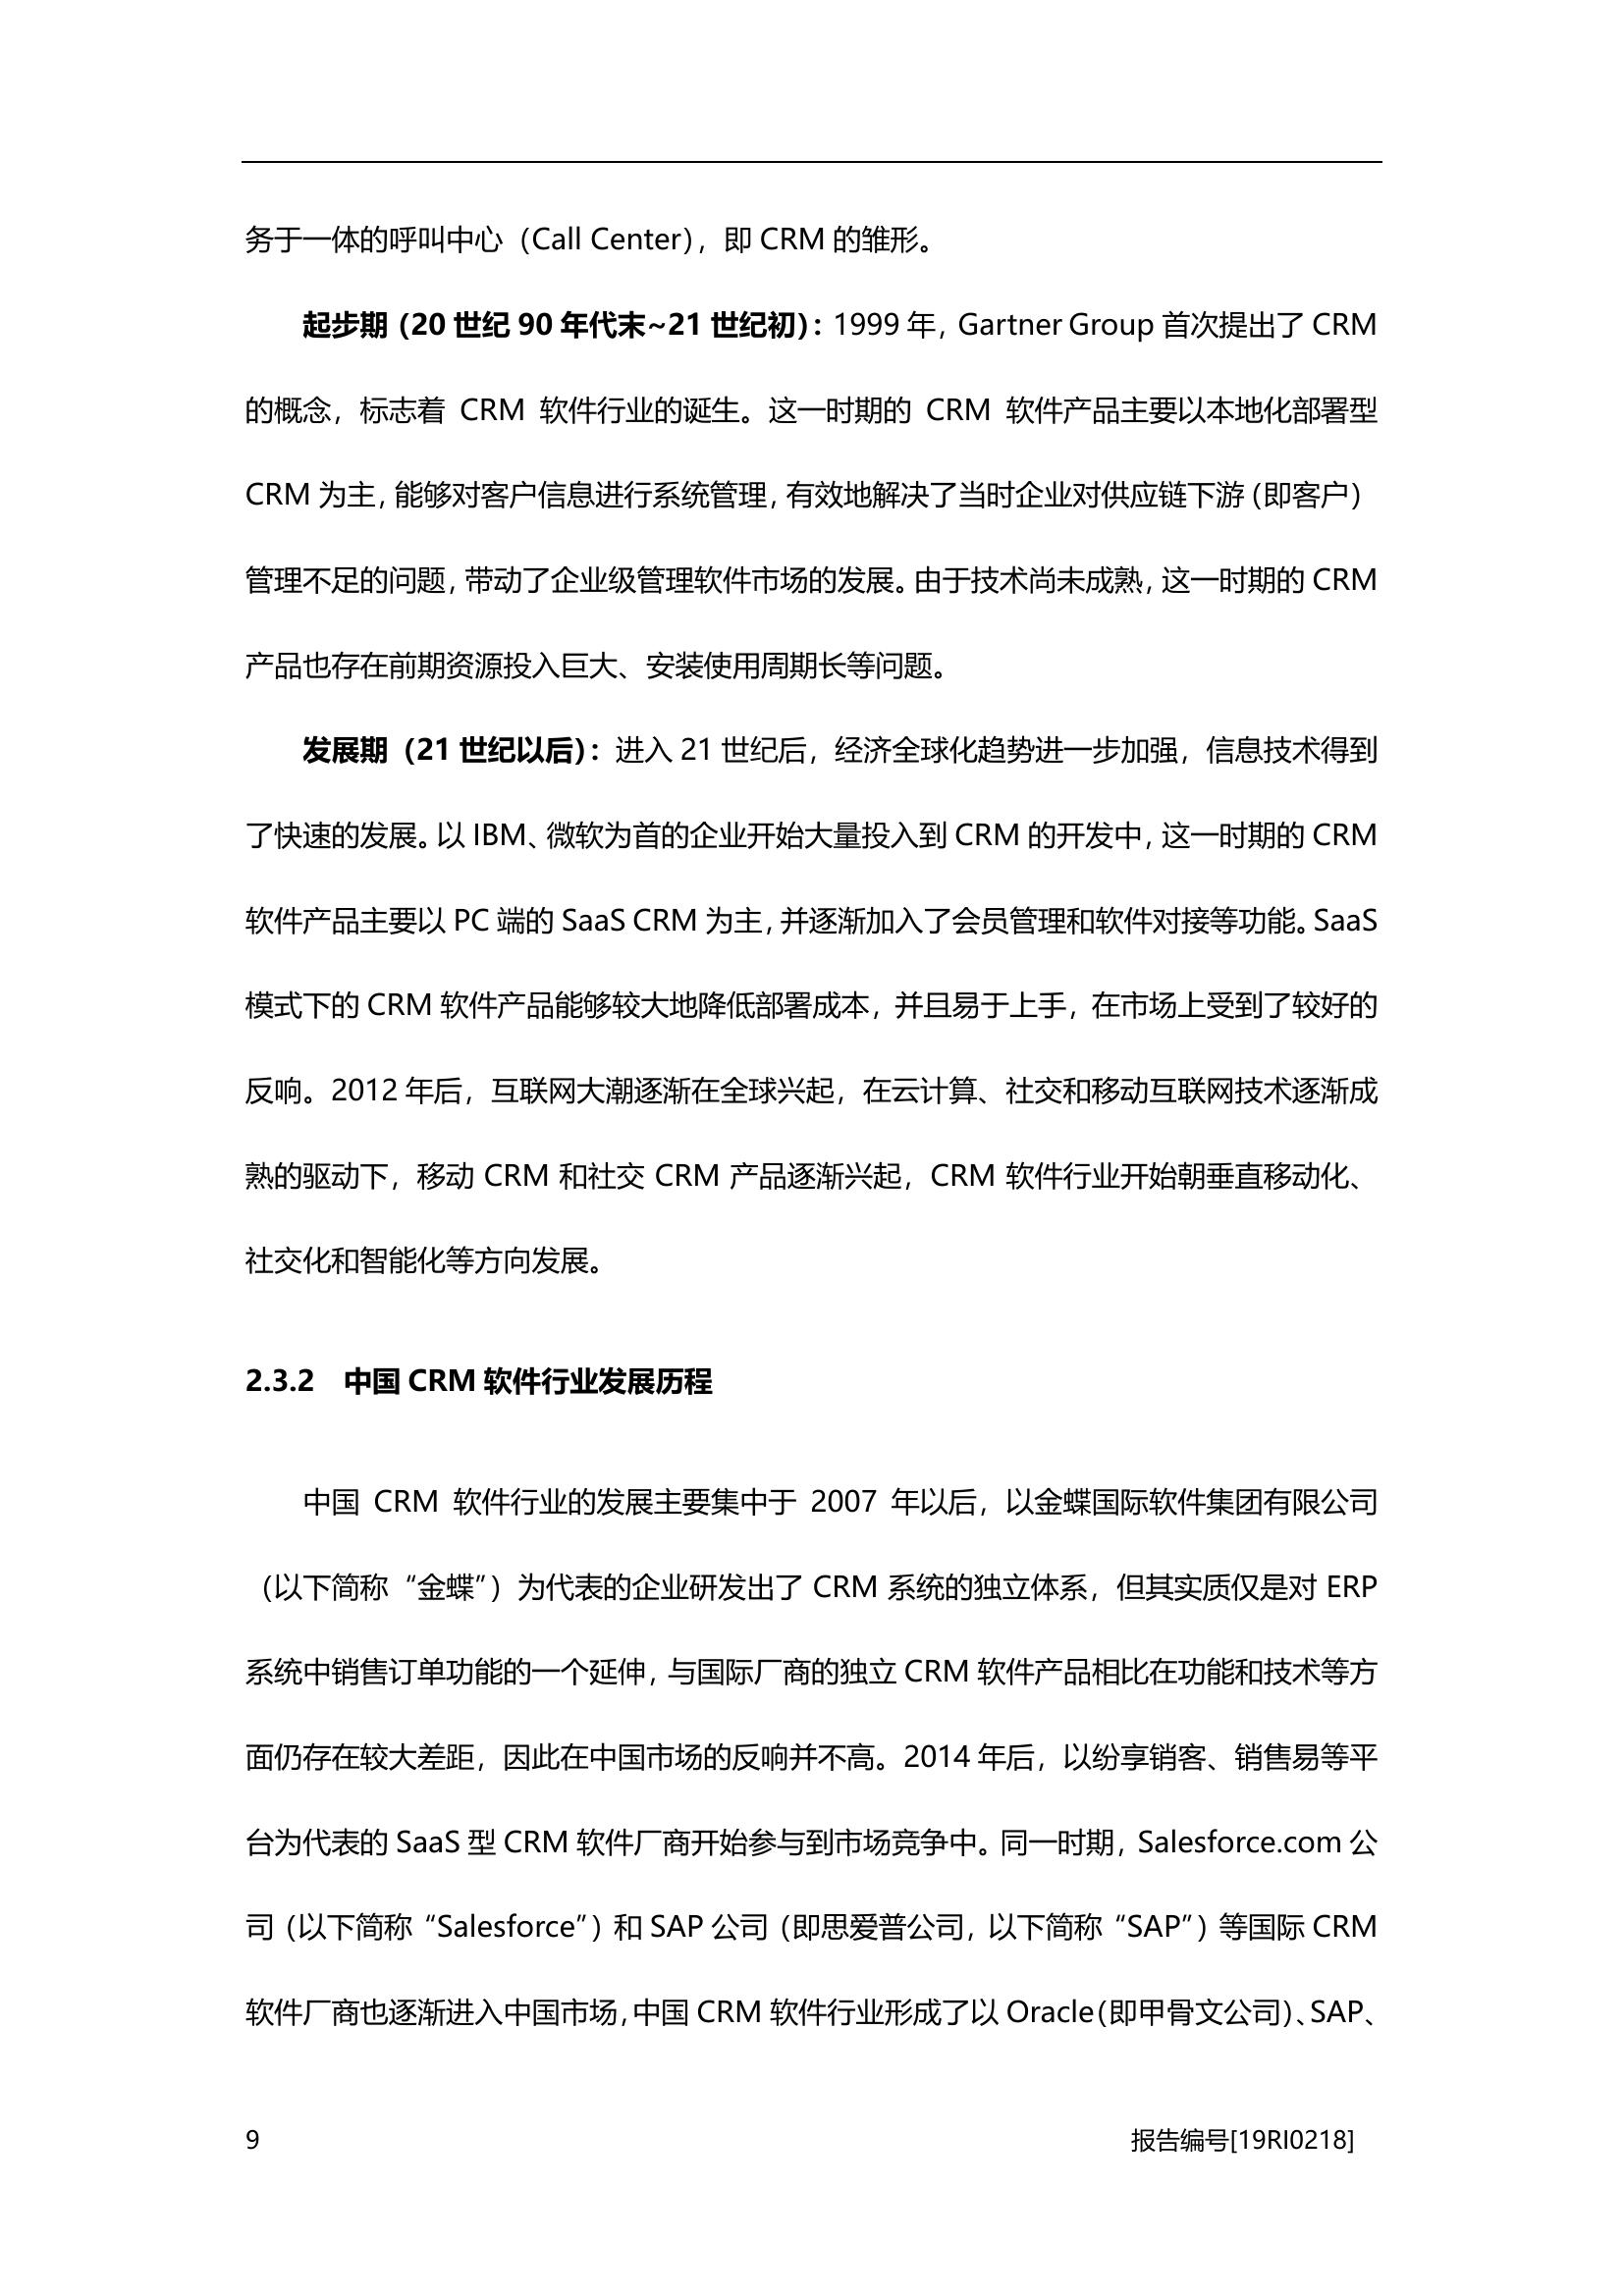 务于一体的呼叫中心（Call Center），即 CRM 的雏形。
起步期（20 世纪 90 年代末~21 世纪初）：1999 年，Gartner Group 首次提出了 CRM
的概念，标志着 CRM 软件行业的诞生。这一时期的 CRM 软件产品主要以本地化部署型
CRM 为主，能够对客户信息进行系统管理，有效地解决了当时企业对供应链下游（即客户）
管理不足的问题，带动了企业级管理软件市场的发展。由于技术尚未成熟，这一时期的 CRM
产品也存在前期资源投入巨大、安装使用周期长等问题。
发展期（21 世纪以后）：进入 21 世纪后，经济全球化趋势进一步加强，信息技术得到
了快速的发展。以 IBM、微软为首的企业开始大量投入到 CRM 的开发中，这一时期的 CRM
软件产品主要以 PC 端的 SaaS CRM 为主，并逐渐加入了会员管理和软件对接等功能。SaaS
模式下的 CRM 软件产品能够较大地降低部署成本，并且易于上手，在市场上受到了较好的
反响。2012 年后，互联网大潮逐渐在全球兴起，在云计算、社交和移动互联网技术逐渐成
熟的驱动下，移动 CRM 和社交 CRM 产品逐渐兴起，CRM 软件行业开始朝垂直移动化、
社交化和智能化等方向发展。
2.3.2 中国 CRM 软件行业发展历程
中国 CRM 软件行业的发展主要集中于 2007 年以后，以金蝶国际软件集团有限公司
（以下简称“金蝶”）为代表的企业研发出了 CRM 系统的独立体系，但其实质仅是对 ERP
系统中销售订单功能的一个延伸，与国际厂商的独立 CRM 软件产品相比在功能和技术等方
面仍存在较大差距，因此在中国市场的反响并不高。2014 年后，以纷享销客、销售易等平
台为代表的 SaaS 型 CRM 软件厂商开始参与到市场竞争中。同一时期，Salesforce.com 公
司（以下简称“Salesforce”）和 SAP 公司（即思爱普公司，以下简称“SAP”）等国际 CRM
软件厂商也逐渐进入中国市场，中国 CRM 软件行业形成了以 Oracle（即甲骨文公司）、SAP、
9 报告编号[19RI0218]